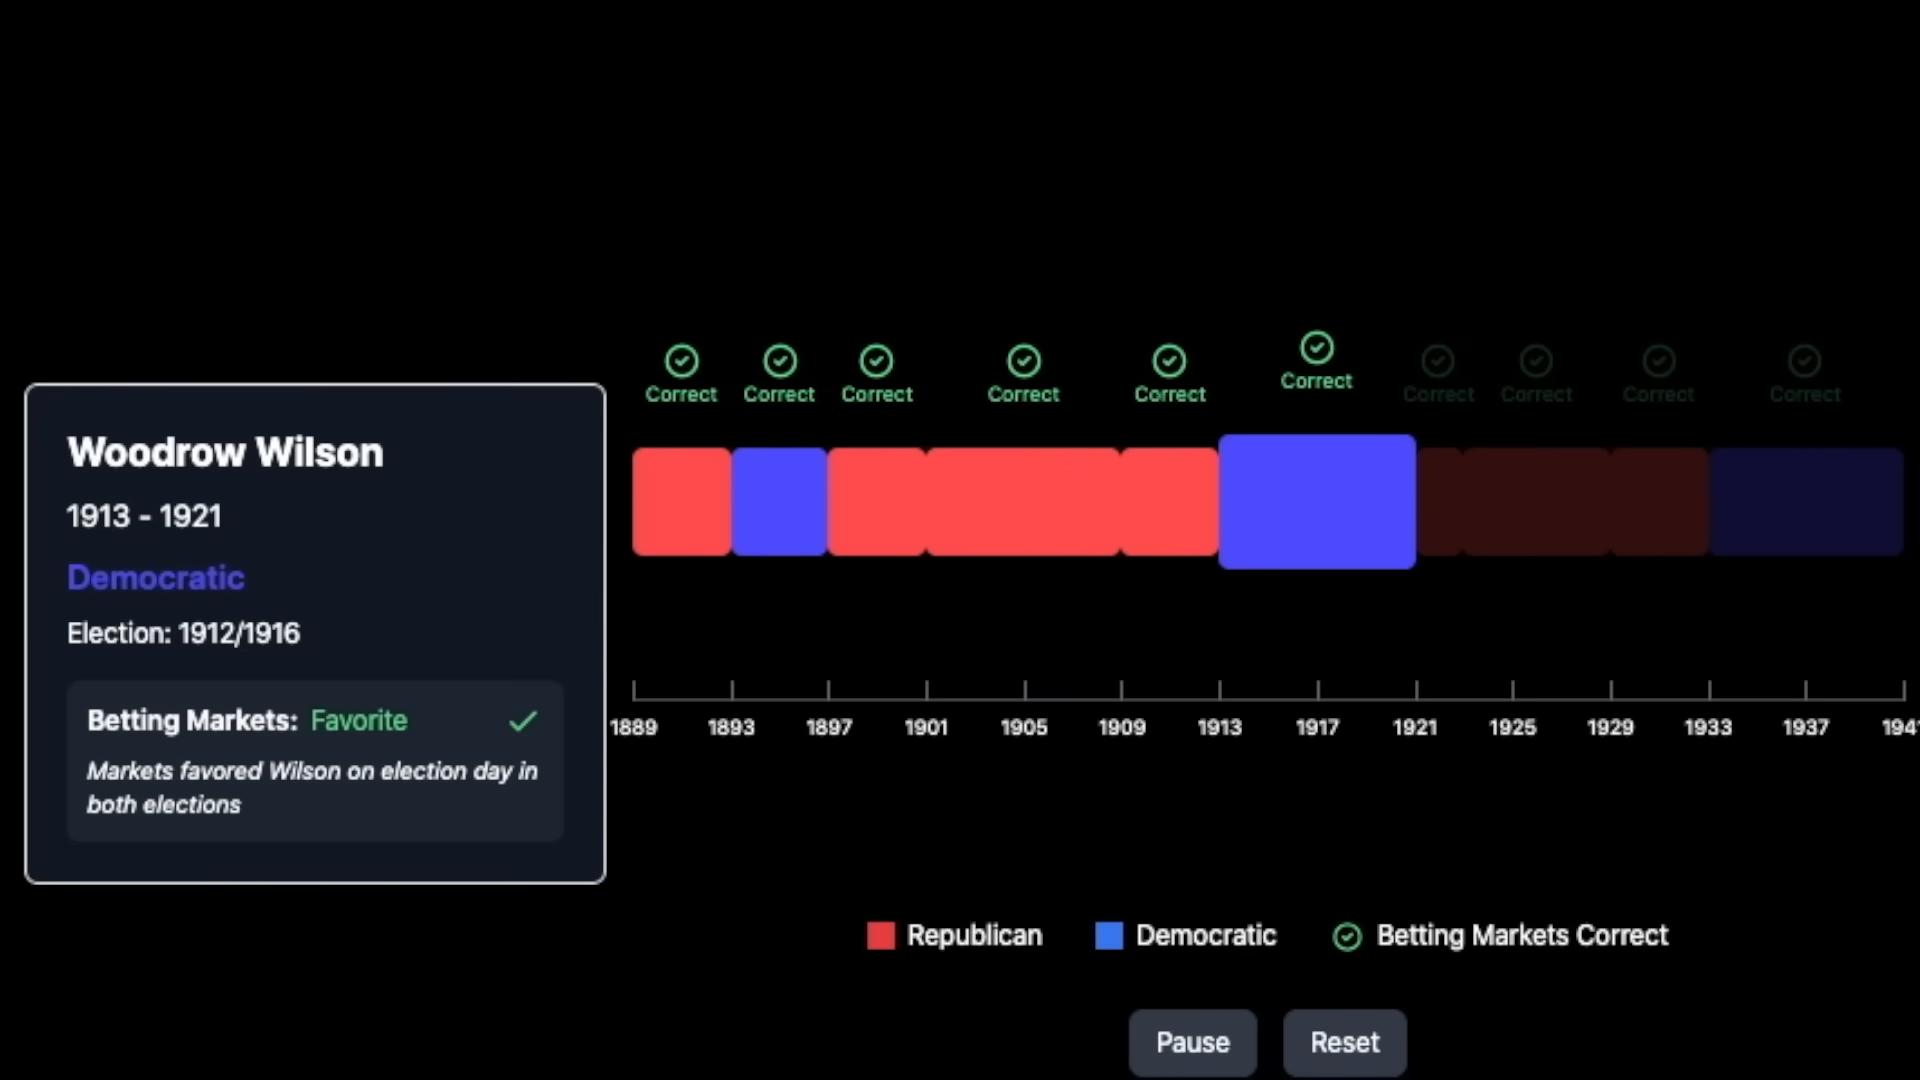 Correct Correct Correct Correct Correct Correct Correct Correct Correct Correct
Woodrow Wilson
1913 - 1921
Democratic
Election: 1912/1916
Betting Markets: Favorite
Markets favored Wilson on election day in
both elections
1889 1893 1897 1901 1905 1909 1913 1917 1921 1925 1929 1933 1937 1941
Republican Democratic Betting Markets Correct
Pause Reset